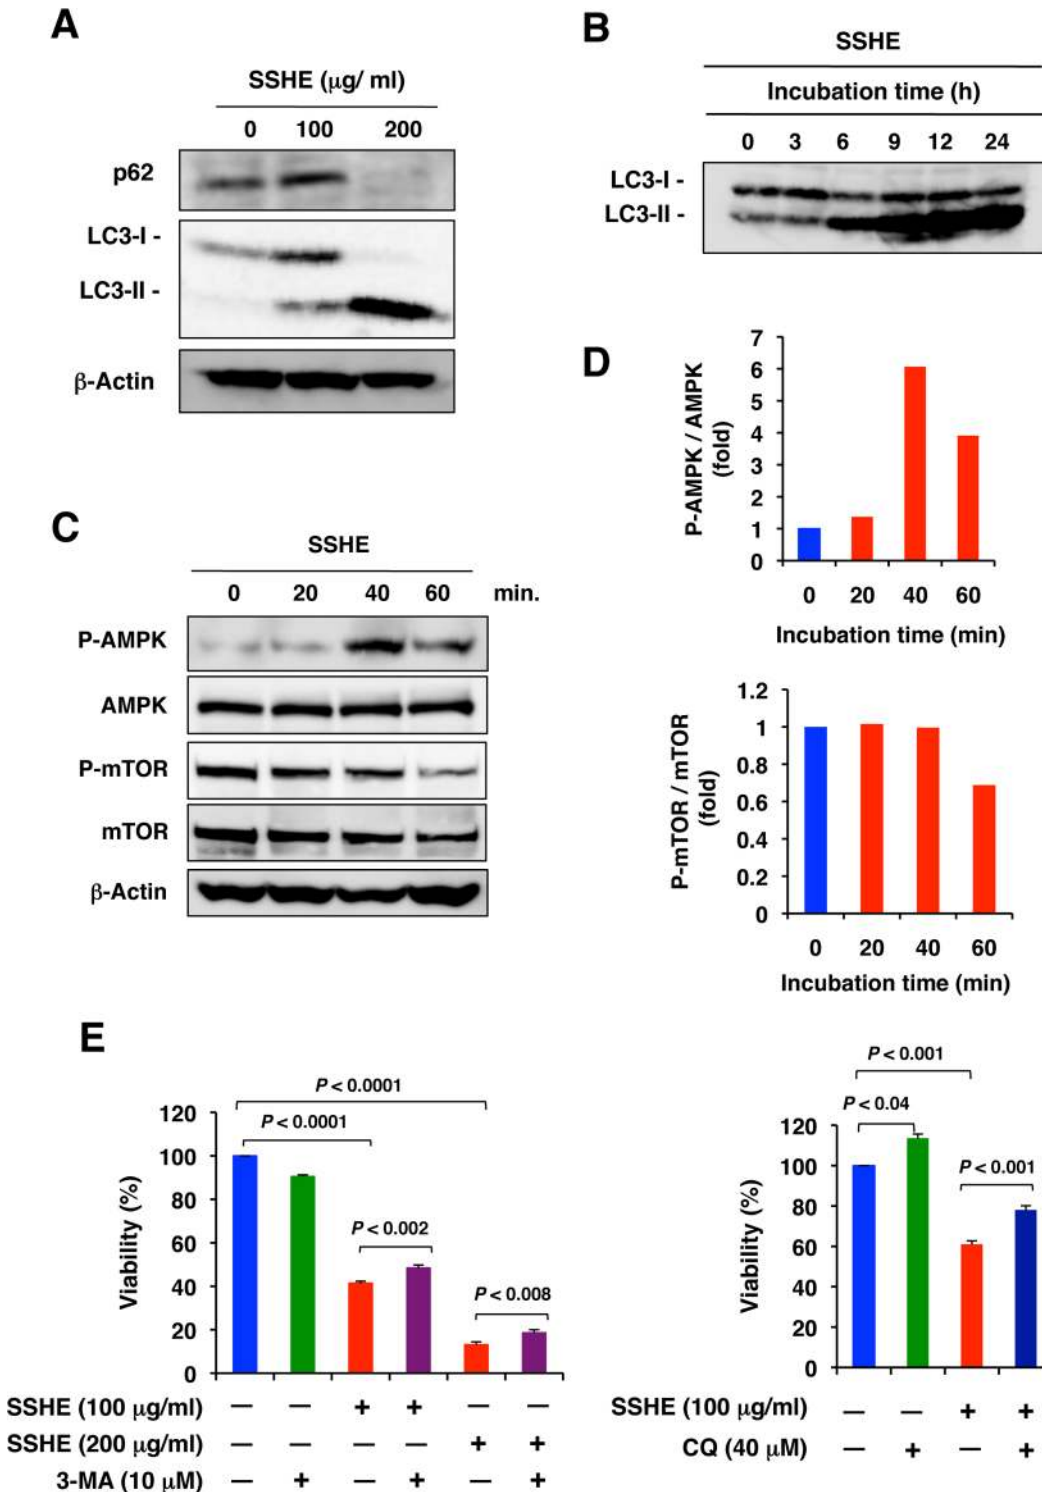 A
SSHE (μg/ ml)
0 100 200
p62
LC3-I -
LC3-II -
β-Actin
B
SSHE
Incubation time (h)
0 3 6 9 12 24
LC3-I -
LC3-II -
C
SSHE
0 20 40 60 min.
P-AMPK
AMPK
P-mTOR
mTOR
β-Actin
D
P-AMPK / AMPK
(fold)
7
6
5
4
3
2
1
0
0 20 40 60
Incubation time (min)
P-mTOR / mTOR
(fold)
1.2
1
0.8
0.6
0.4
0.2
0
0 20 40 60
Incubation time (min)
E
P < 0.0001
P < 0.0001
P < 0.002
P < 0.008
Viability (%)
120
100
80
60
40
20
0
SSHE (100 μg/ml) — — + + — —
SSHE (200 μg/ml) — — — — + +
3-MA (10 μM) — + — + — +
P < 0.001
P < 0.04
P < 0.001
Viability (%)
120
100
80
60
40
20
0
SSHE (100 μg/ml) — — + +
CQ (40 μM) — + — +